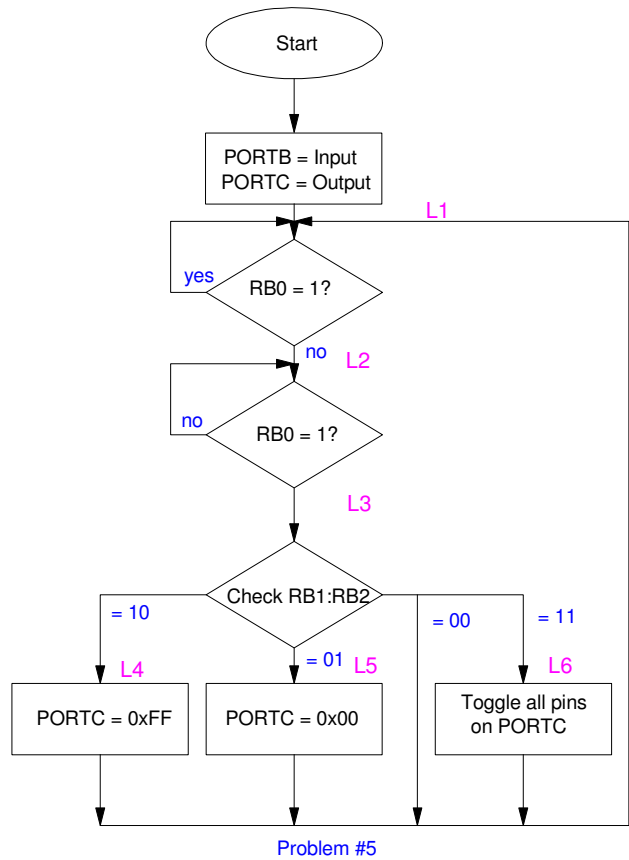 Start
PORTB = Input
PORTC = Output
L1
yes
RB0 = 1?
no
L2
no
RB0 = 1?
L3
Check RB1:RB2
= 10
= 00
= 11
= 01
L4
L5
L6
PORTC = 0xFF
PORTC = 0x00
Toggle all pins
on PORTC
Problem #5